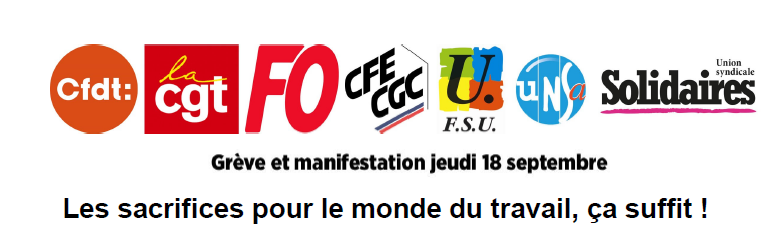 Cfdt:
la
cgt
FO
CFE
CGC
U.
F.S.U.
UNSa
Union
syndicale
Solidaires
Grève et manifestation jeudi 18 septembre
Les sacrifices pour le monde du travail, ça suffit !